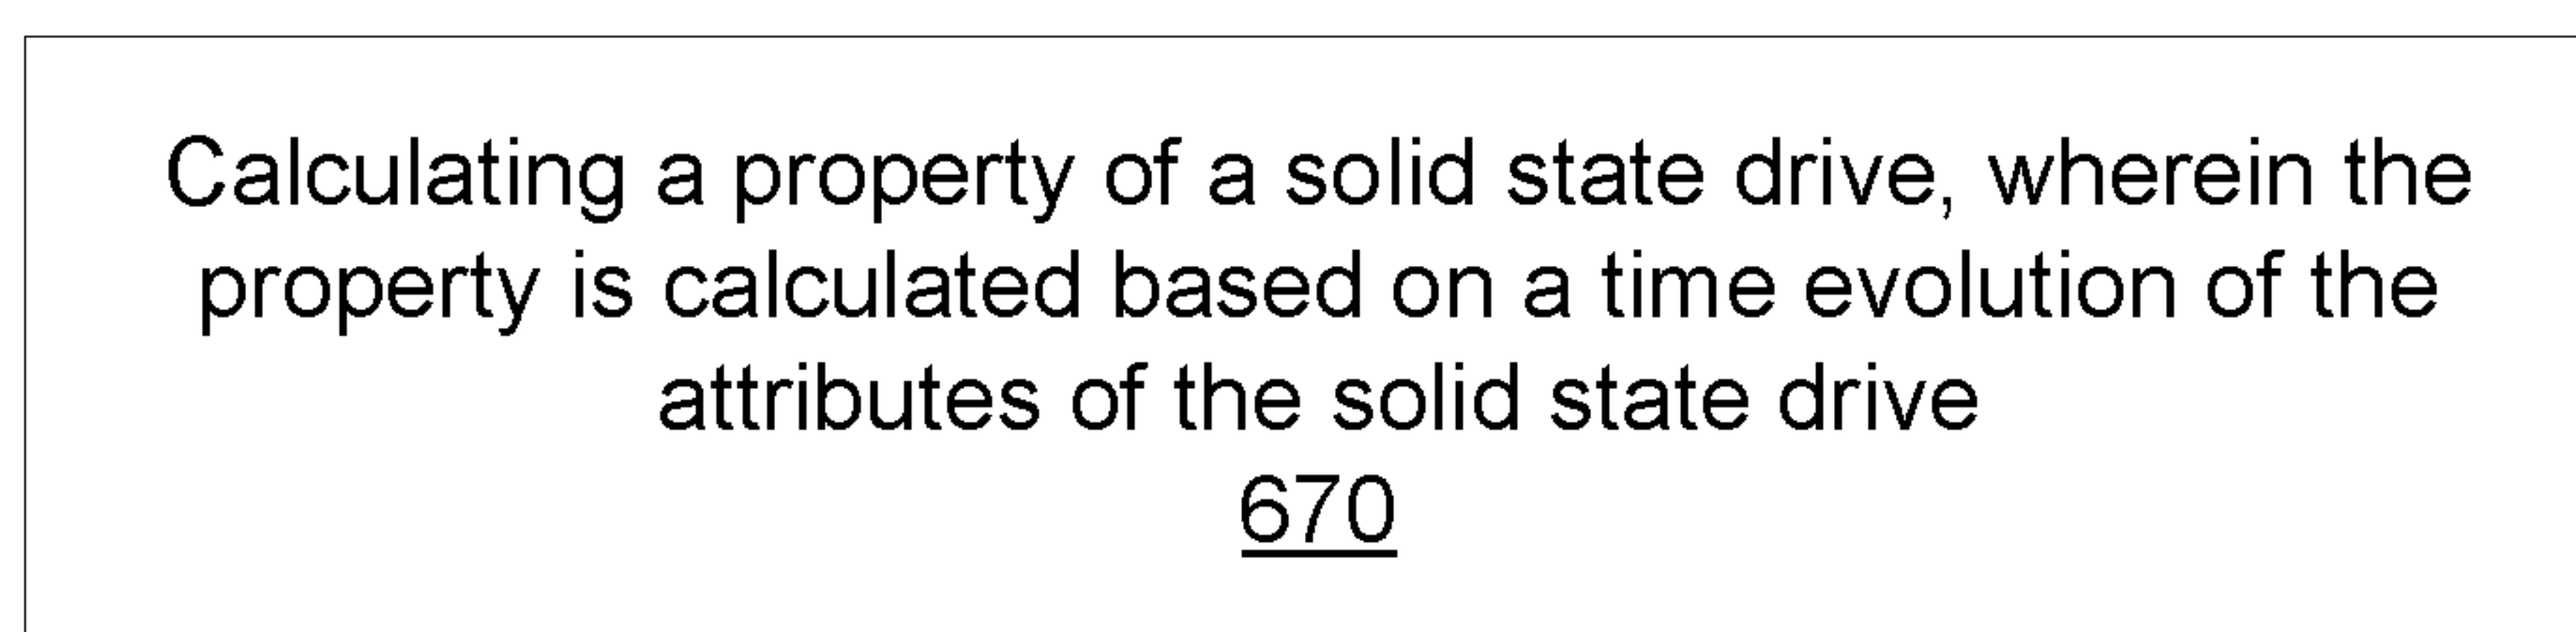 Calculating a property of a solid state drive, wherein the
property is calculated based on a time evolution of the
attributes of the solid state drive
670